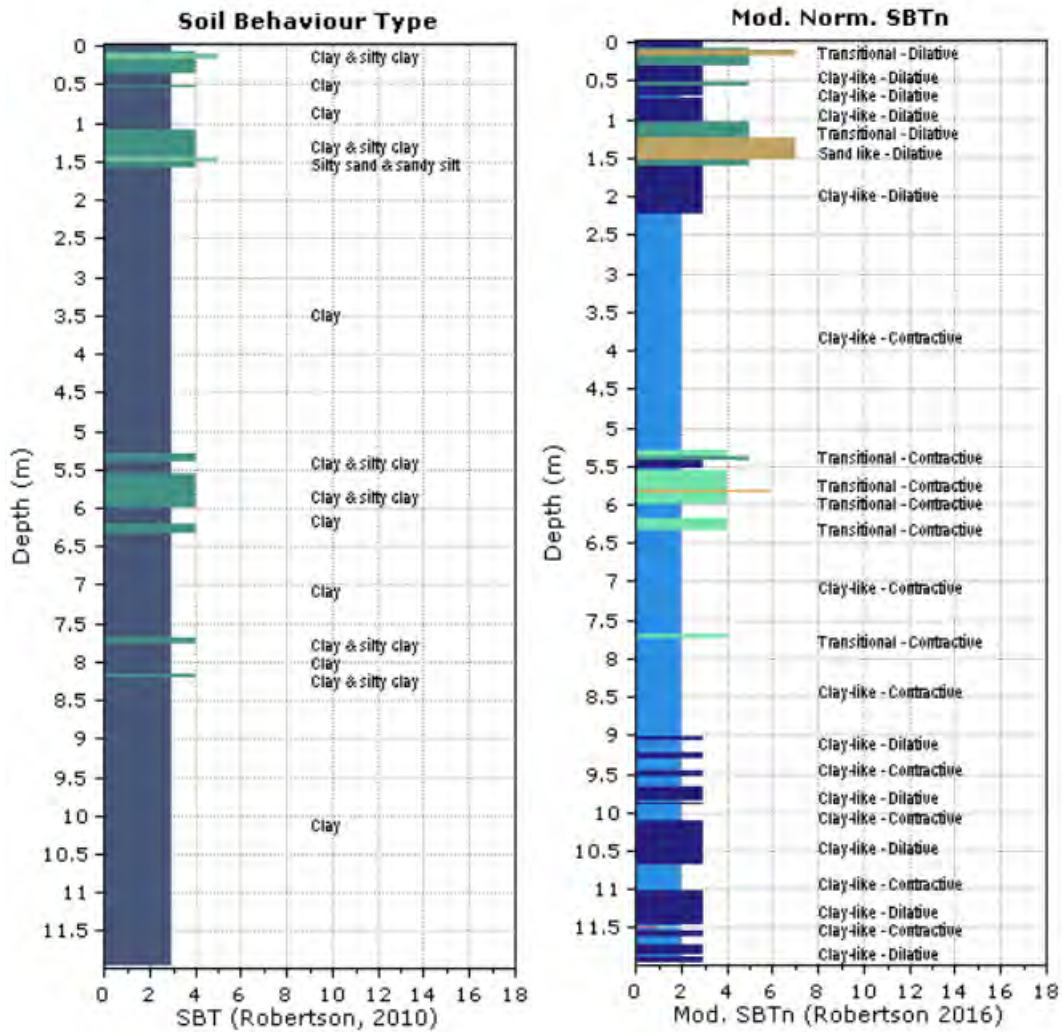 Soil Behaviour Type
Depth (m)
0
0.5
1
1.5
2
2.5
3
3.5
4
4.5
5
5.5
6
6.5
7
7.5
8
8.5
9
9.5
10
10.5
11
11.5
Clay & silty clay
Clay
Clay
Clay & silty clay
Silty sand & sandy silt
Clay
Clay & silty clay
Clay & silty clay
Clay
Clay
Clay & silty clay
Clay
Clay & silty clay
Clay
0 2 4 6 8 10 12 14 16 18
SBT (Robertson, 2010)
Mod. Norm. SBTn
Depth (m)
0
0.5
1
1.5
2
2.5
3
3.5
4
4.5
5
5.5
6
6.5
7
7.5
8
8.5
9
9.5
10
10.5
11
11.5
Transitional - Dilative
Clay-like - Dilative
Clay-like - Dilative
Clay-like - Dilative
Transitional - Dilative
Sand like - Dilative
Clay-like - Dilative
Clay-like - Contractive
Transitional - Contractive
Transitional - Contractive
Transitional - Contractive
Transitional - Contractive
Clay-like - Contractive
Transitional - Contractive
Clay-like - Contractive
Clay-like - Dilative
Clay-like - Contractive
Clay-like - Dilative
Clay-like - Contractive
Clay-like - Dilative
Clay-like - Contractive
Clay-like - Dilative
Clay-like - Contractive
Clay-like - Dilative
0 2 4 6 8 10 12 14 16 18
Mod. SBTn (Robertson 2016)